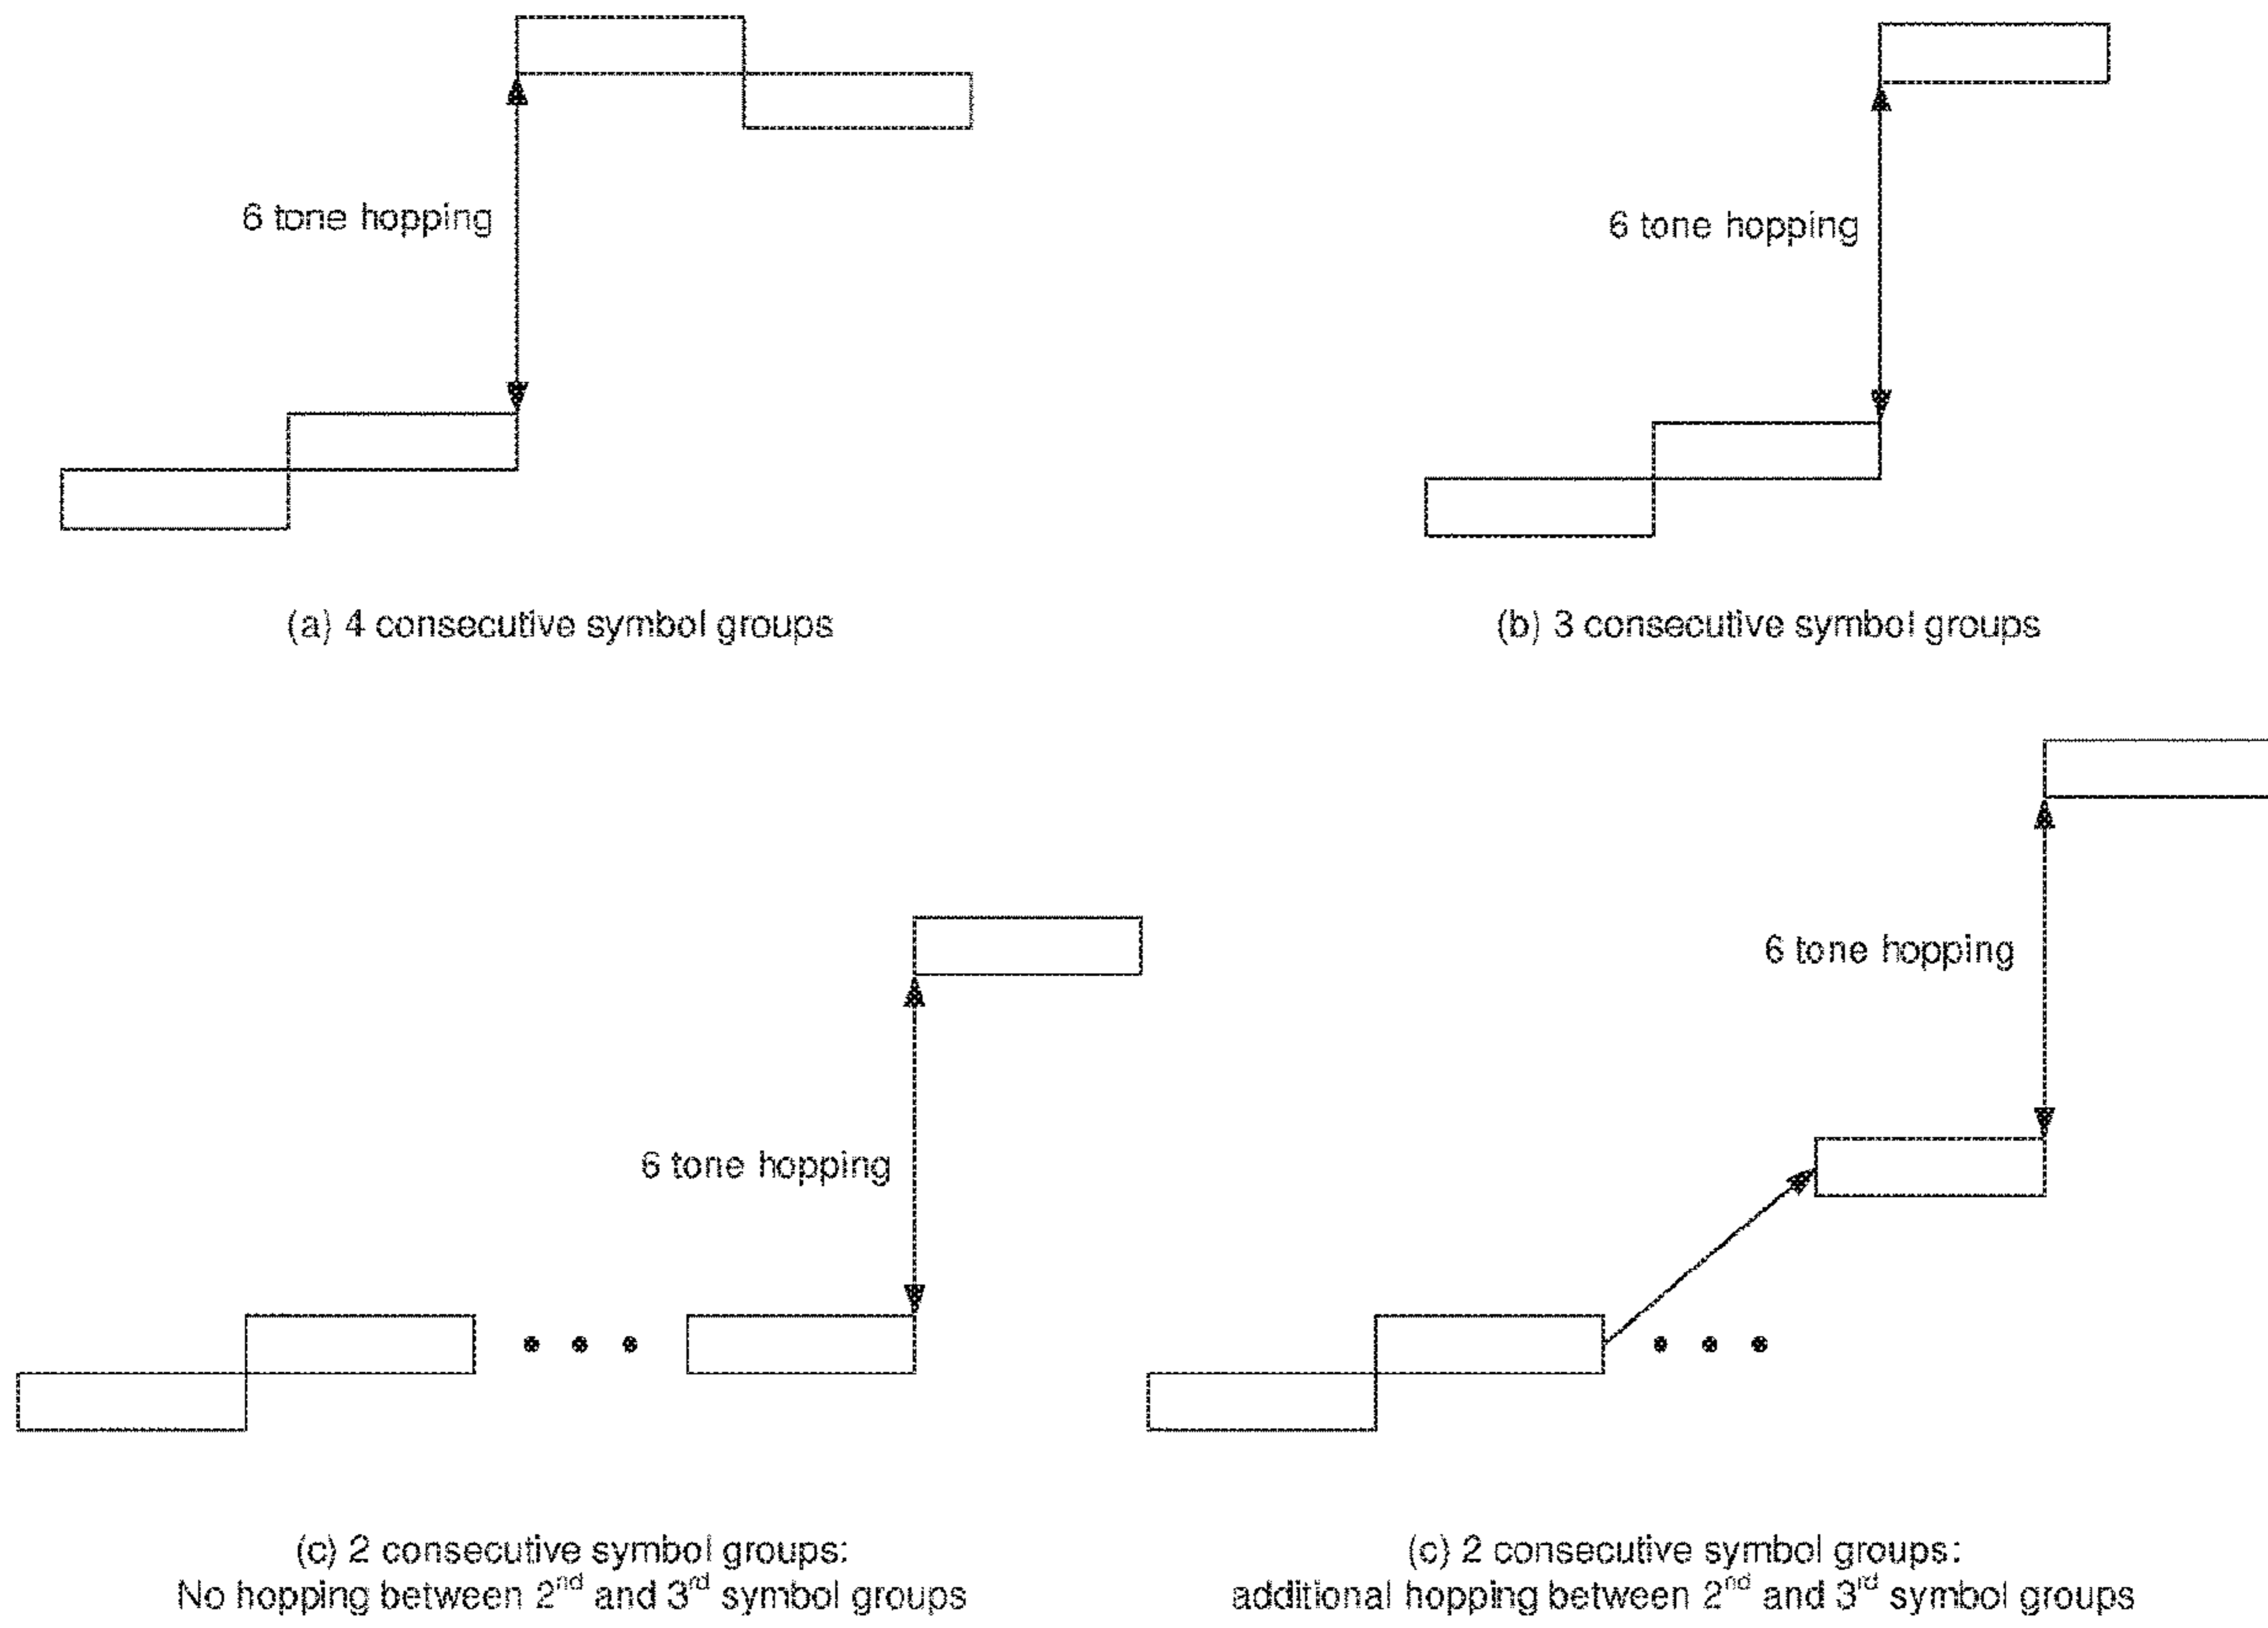 6 tone hopping
6 tone hopping
(a) 4 consecutive symbol groups
(b) 3 consecutive symbol groups
6 tone hopping
6 tone hopping
(c) 2 consecutive symbol groups:
No hopping between 2nd and 3rd symbol groups
(c) 2 consecutive symbol groups:
additional hopping between 2nd and 3rd symbol groups